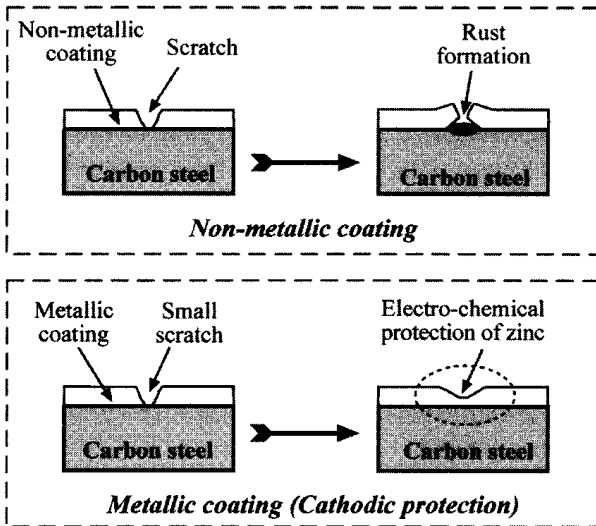 Non-metallic
coating
Scratch
Rust
formation
Carbon steel
Carbon steel
Non-metallic coating
Metallic
coating
Small
scratch
Electro-chemical
protection of zinc
Carbon steel
Carbon steel
Metallic coating (Cathodic protection)